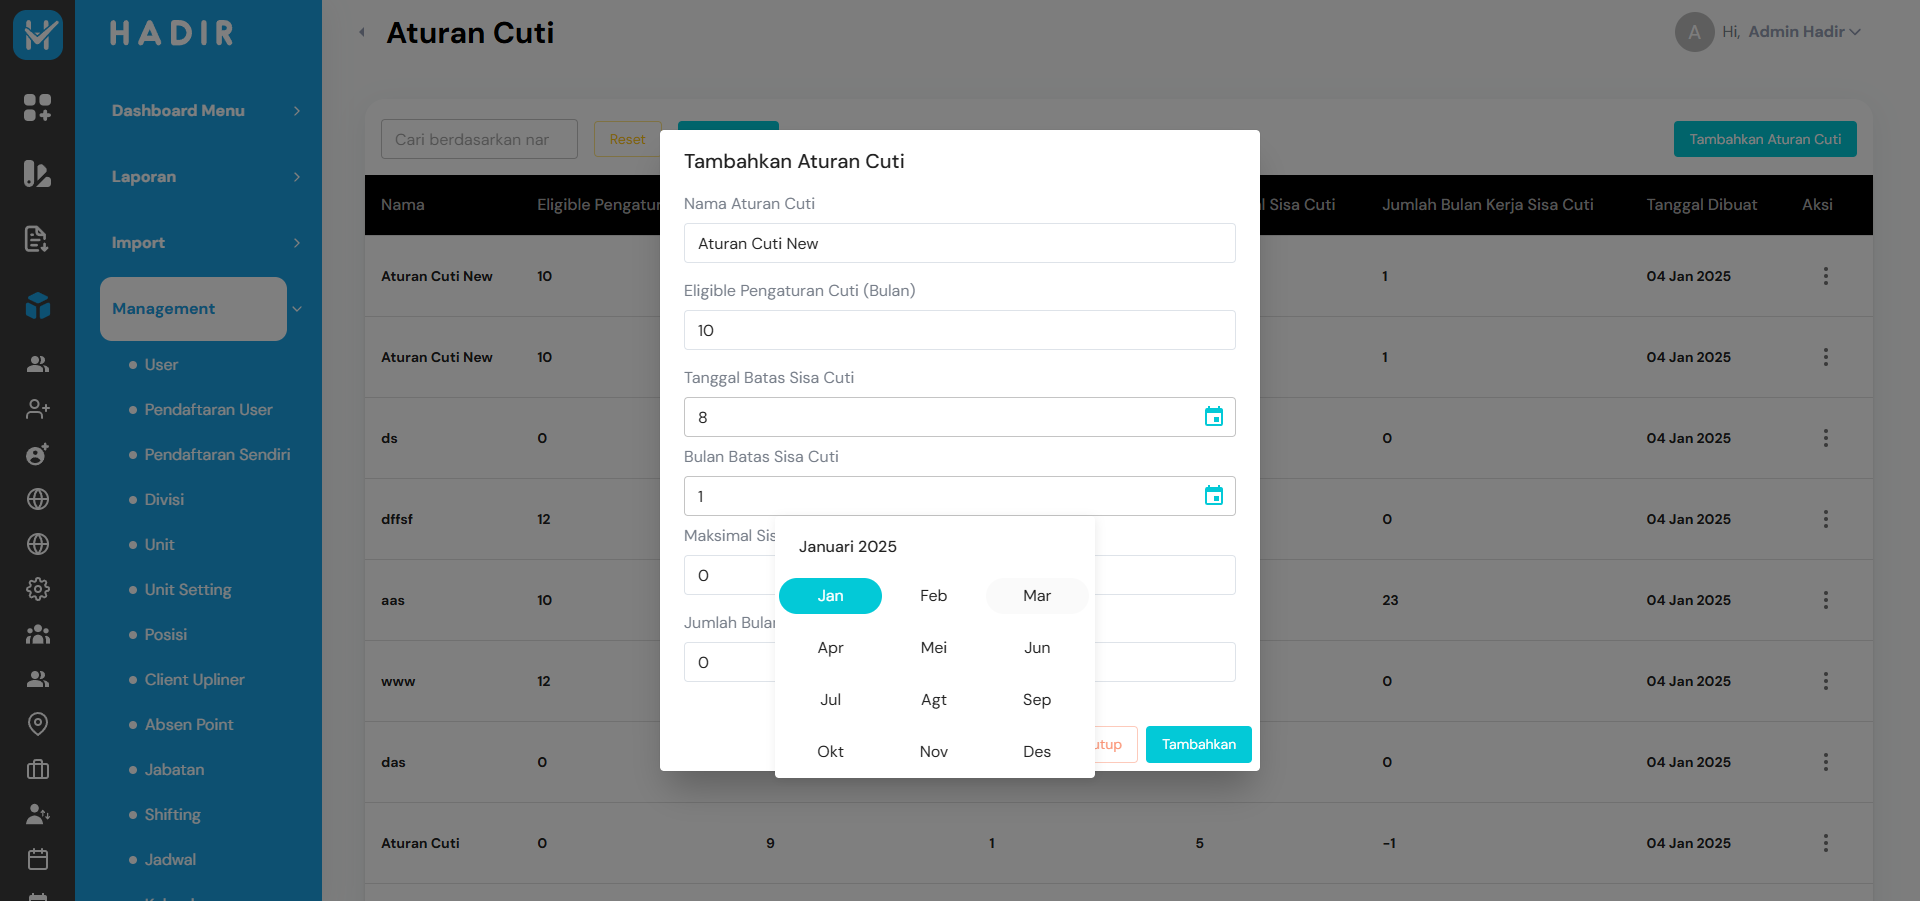 HADIR
Aturan Cuti
A
Hi, Admin Hadir
Dashboard Menu
Laporan
Import
Management
User
Pendaftaran User
Pendaftaran Sendiri
Divisi
Unit
Unit Setting
Posisi
Client Upliner
Absen Point
Jabatan
Shifting
Jadwal
Cari berdasarkan nar
Reset
Tambahkan Aturan Cuti
Nama Eligible Pengatur l Sisa Cuti Jumlah Bulan Kerja Sisa Cuti Tanggal Dibuat Aksi
Aturan Cuti New 10 1 04 Jan 2025
Aturan Cuti New 10 1 04 Jan 2025
ds 0 0 04 Jan 2025
dffsf 12 0 04 Jan 2025
aas 10 23 04 Jan 2025
www 12 0 04 Jan 2025
das 0 0 04 Jan 2025
Aturan Cuti 0 9 1 5 -1 04 Jan 2025
Tambahkan Aturan Cuti
Nama Aturan Cuti
Aturan Cuti New
Eligible Pengaturan Cuti (Bulan)
10
Tanggal Batas Sisa Cuti
8
Bulan Batas Sisa Cuti
1
Maksimal Sis
0
Jumlah Bular
0
Januari 2025
Jan Feb Mar
Apr Mei Jun
Jul Agt Sep
Okt Nov Des
utup Tambahkan